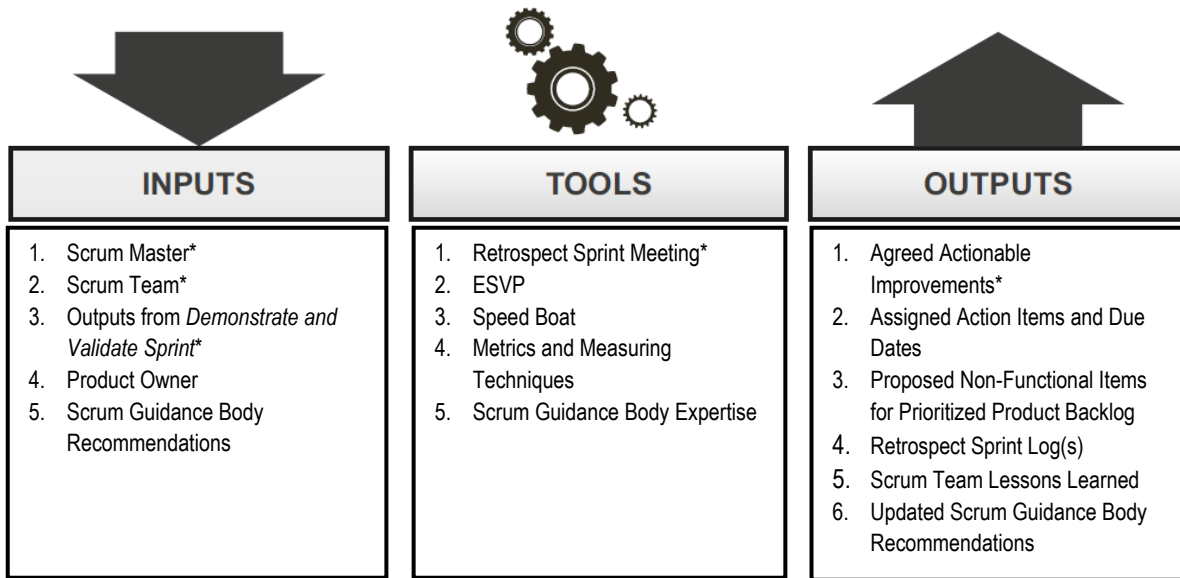 INPUTS
1. Scrum Master*
2. Scrum Team*
3. Outputs from Demonstrate and
Validate Sprint*
4. Product Owner
5. Scrum Guidance Body
Recommendations
TOOLS
1. Retrospect Sprint Meeting*
2. ESVP
3. Speed Boat
4. Metrics and Measuring
Techniques
5. Scrum Guidance Body Expertise
OUTPUTS
1. Agreed Actionable
Improvements*
2. Assigned Action Items and Due
Dates
3. Proposed Non-Functional Items
for Prioritized Product Backlog
4. Retrospect Sprint Log(s)
5. Scrum Team Lessons Learned
6. Updated Scrum Guidance Body
Recommendations